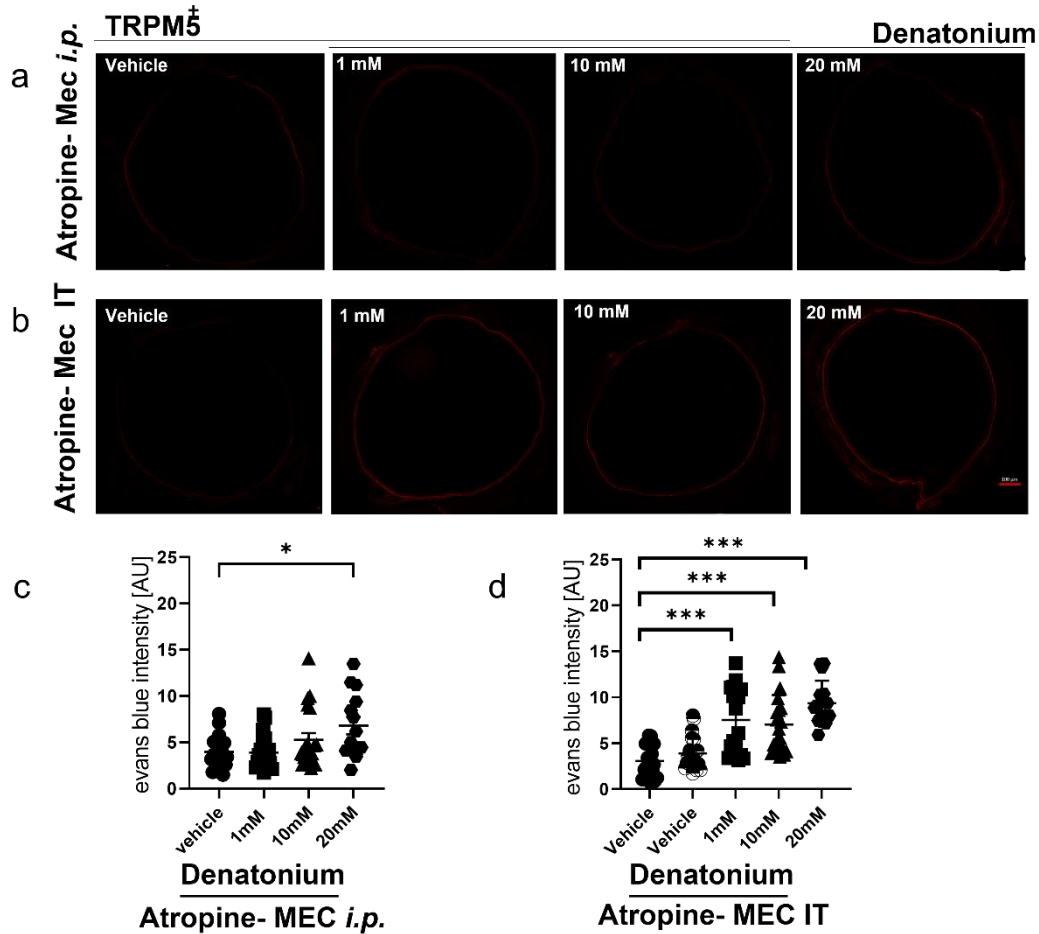 TRPM5±
Denatonium
a
Atropine- Mec i.p.
Vehicle
1 mM
10 mM
20 mM
b
Atropine- Mec IT
Vehicle
1 mM
10 mM
20 mM
100 µm
c
evans blue intensity [AU]
25
20
15
10
5
0
*
vehicle
1mM
10mM
20mM
Denatonium
Atropine- MEC i.p.
d
evans blue intensity [AU]
25
20
15
10
5
0
***
***
***
Vehicle
Vehicle
1mM
10mM
20mM
Denatonium
Atropine- MEC IT